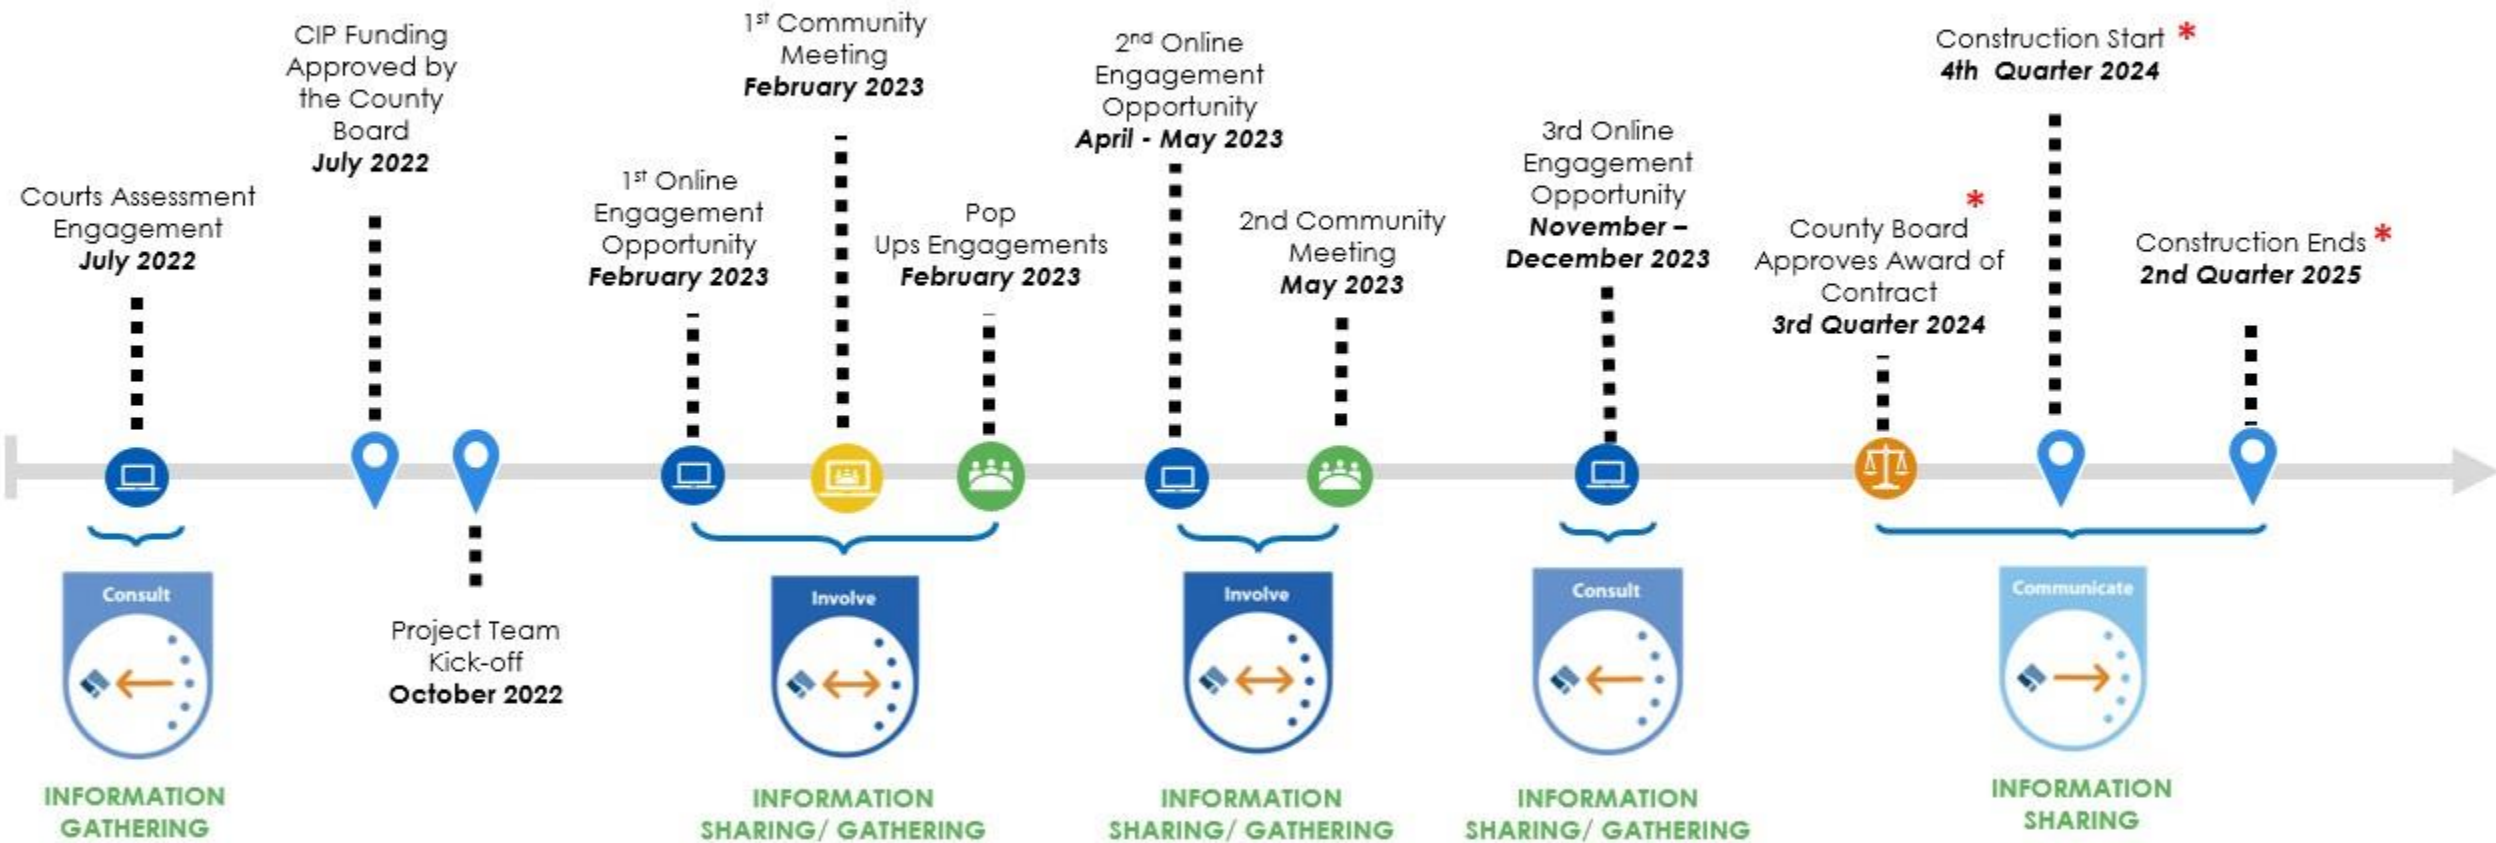 Courts Assessment
Engagement
July 2022
CIP Funding
Approved by
the County
Board
July 2022
Project Team
Kick-off
October 2022
1st Online
Engagement
Opportunity
February 2023
1st Community
Meeting
February 2023
Pop
Ups Engagements
February 2023
2nd Online
Engagement
Opportunity
April - May 2023
2nd Community
Meeting
May 2023
3rd Online
Engagement
Opportunity
November –
December 2023
*
County Board
Approves Award of
Contract
3rd Quarter 2024
Construction Start *
4th Quarter 2024
Construction Ends *
2nd Quarter 2025
Consult
INFORMATION
GATHERING
Involve
INFORMATION
SHARING/ GATHERING
Involve
INFORMATION
SHARING/ GATHERING
Consult
INFORMATION
SHARING/ GATHERING
Communicate
INFORMATION
SHARING